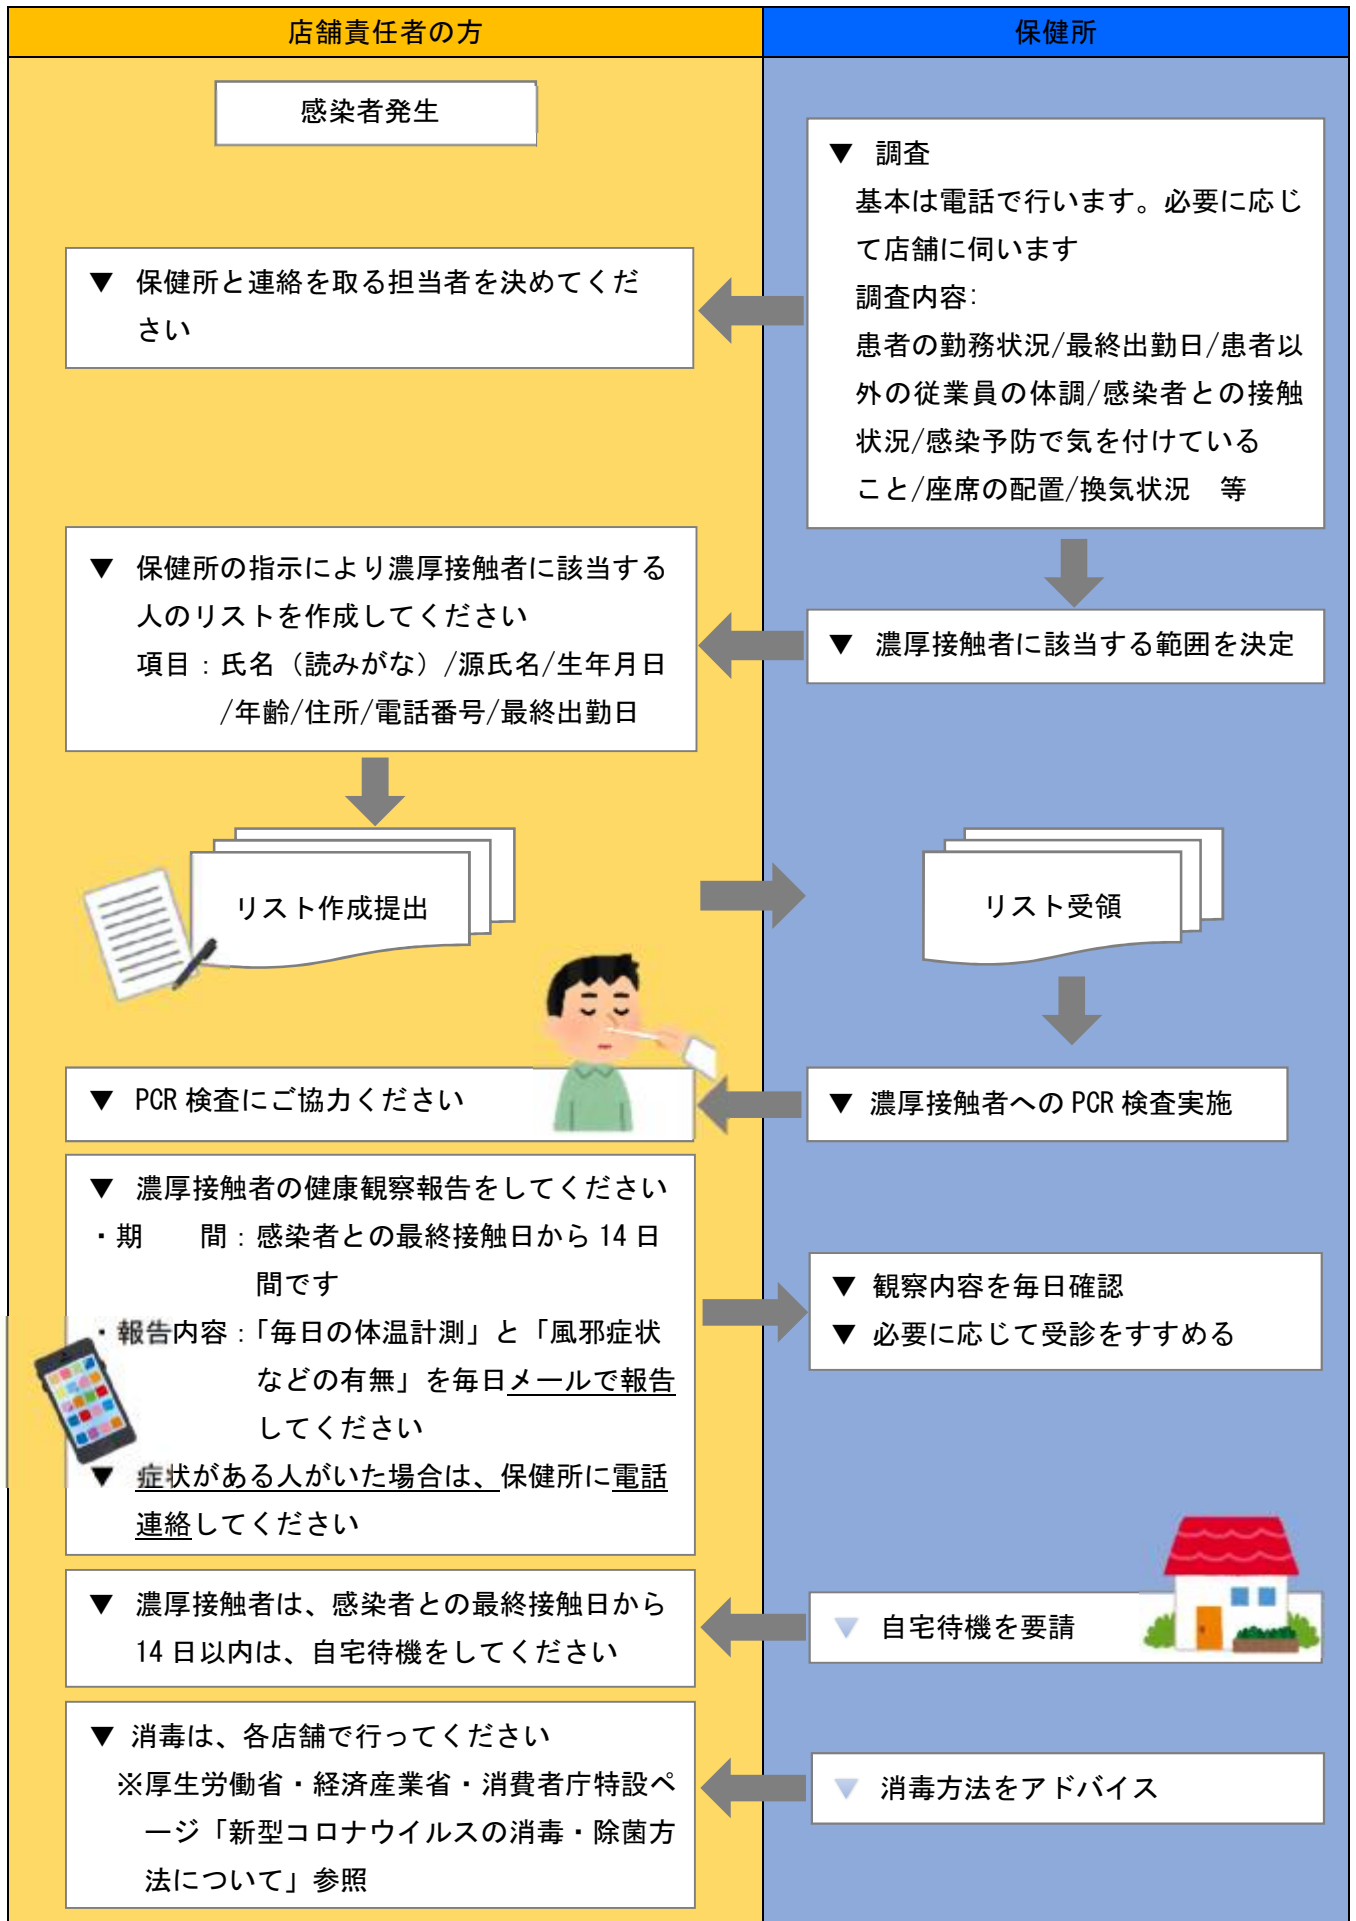 店舗責任者の方
保健所
感染者発生
▼ 調査
基本は電話で行います。必要に応じ
て店舗に伺います
調査内容:
患者の勤務状況/最終出勤日/患者以
外の従業員の体調/感染者との接触
状況/感染予防で気を付けている
こと/座席の配置/換気状況　等
▼ 保健所と連絡を取る担当者を決めてくだ
さい
▼ 濃厚接触者に該当する範囲を決定
▼ 保健所の指示により濃厚接触者に該当する
人のリストを作成してください
項目：氏名（読みがな）/源氏名/生年月日
/年齢/住所/電話番号/最終出勤日
リスト作成提出
リスト受領
▼ 濃厚接触者への PCR 検査実施
▼ PCR 検査にご協力ください
▼ 濃厚接触者の健康観察報告をしてください
・期　　間：感染者との最終接触日から 14 日
間です
・報告内容：「毎日の体温計測」と「風邪症状
などの有無」を毎日メールで報告
してください
▼ 症状がある人がいた場合は、保健所に電話
連絡してください
▼ 観察内容を毎日確認
▼ 必要に応じて受診をすすめる
▼ 自宅待機を要請
▼ 濃厚接触者は、感染者との最終接触日から
14 日以内は、自宅待機をしてください
▼ 消毒方法をアドバイス
▼ 消毒は、各店舗で行ってください
※厚生労働省・経済産業省・消費者庁特設ペ
ージ「新型コロナウイルスの消毒・除菌方
法について」参照